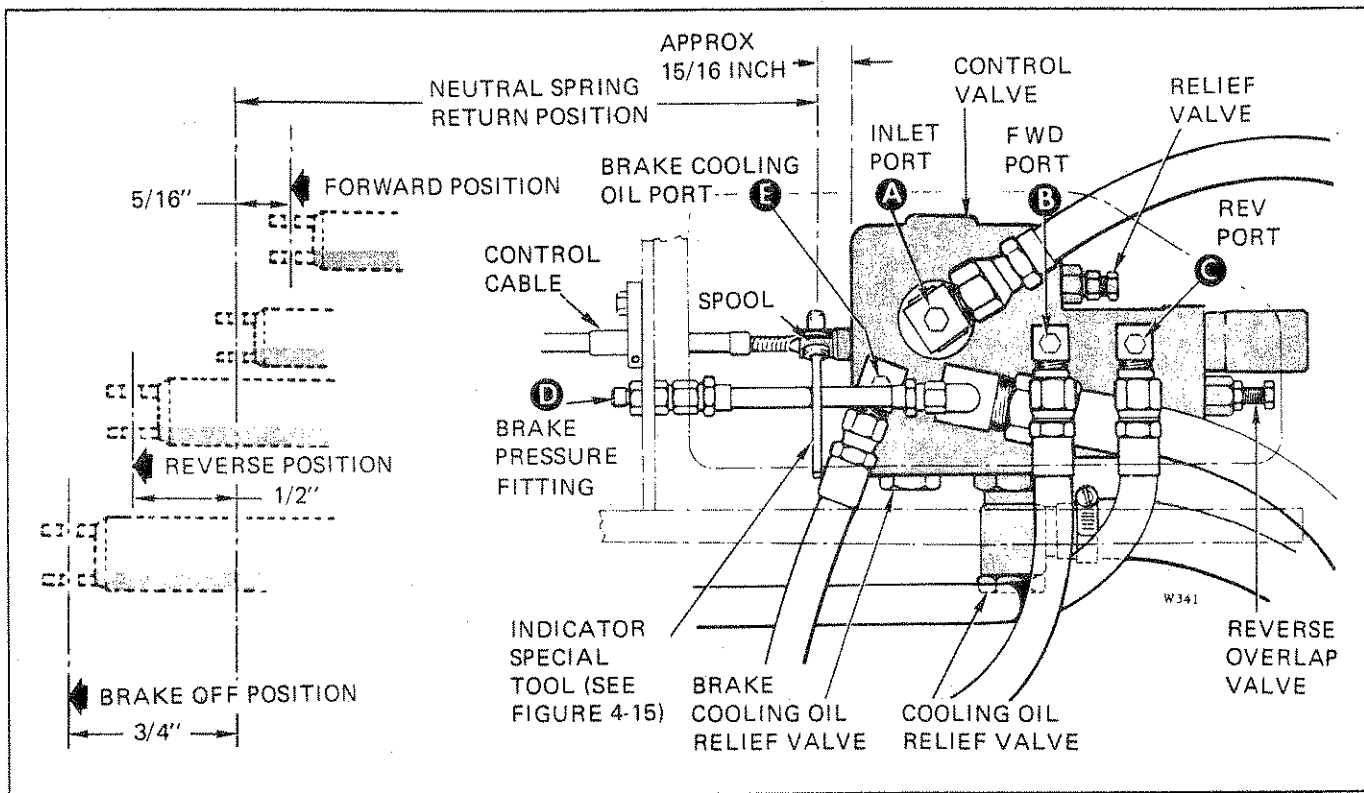 APPROX
15/16 INCH
NEUTRAL SPRING
RETURN POSITION
CONTROL
VALVE
RELIEF
VALVE
INLET
PORT
FWD
PORT
BRAKE COOLING
OIL PORT
E
A
B
REV
PORT
C
5/16"
FORWARD POSITION
CONTROL
CABLE
SPOOL
D
BRAKE
PRESSURE
FITTING
REVERSE POSITION
1/2"
BRAKE OFF POSITION
3/4"
INDICATOR
SPECIAL
TOOL (SEE
FIGURE 4-15)
BRAKE
COOLING OIL
RELIEF VALVE
COOLING OIL
RELIEF VALVE
W341
REVERSE
OVERLAP
VALVE